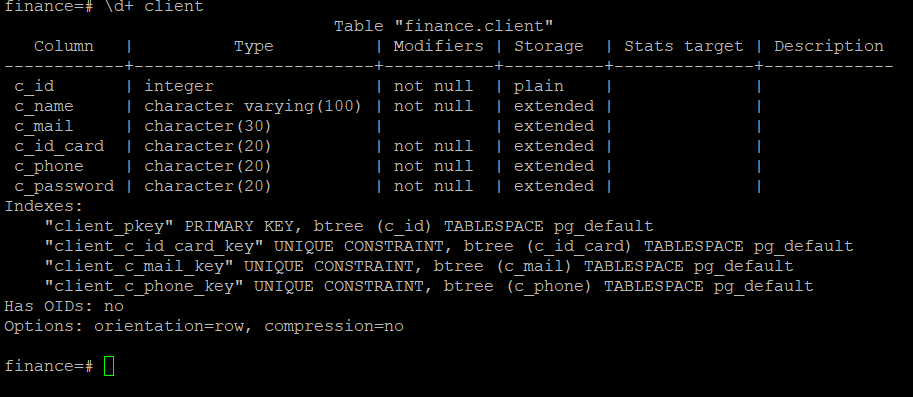 finance=# \d+ client
                                 Table "finance.client"
   Column   |          Type          | Modifiers | Storage  | Stats target | Description
------------+------------------------+-----------+----------+--------------+-------------
 c_id       | integer                | not null  | plain    |              |
 c_name     | character varying(100) | not null  | extended |              |
 c_mail     | character(30)          |           | extended |              |
 c_id_card  | character(20)          | not null  | extended |              |
 c_phone    | character(20)          | not null  | extended |              |
 c_password | character(20)          | not null  | extended |              |
Indexes:
    "client_pkey" PRIMARY KEY, btree (c_id) TABLESPACE pg_default
    "client_c_id_card_key" UNIQUE CONSTRAINT, btree (c_id_card) TABLESPACE pg_default
    "client_c_mail_key" UNIQUE CONSTRAINT, btree (c_mail) TABLESPACE pg_default
    "client_c_phone_key" UNIQUE CONSTRAINT, btree (c_phone) TABLESPACE pg_default
Has OIDs: no
Options: orientation=row, compression=no

finance=#